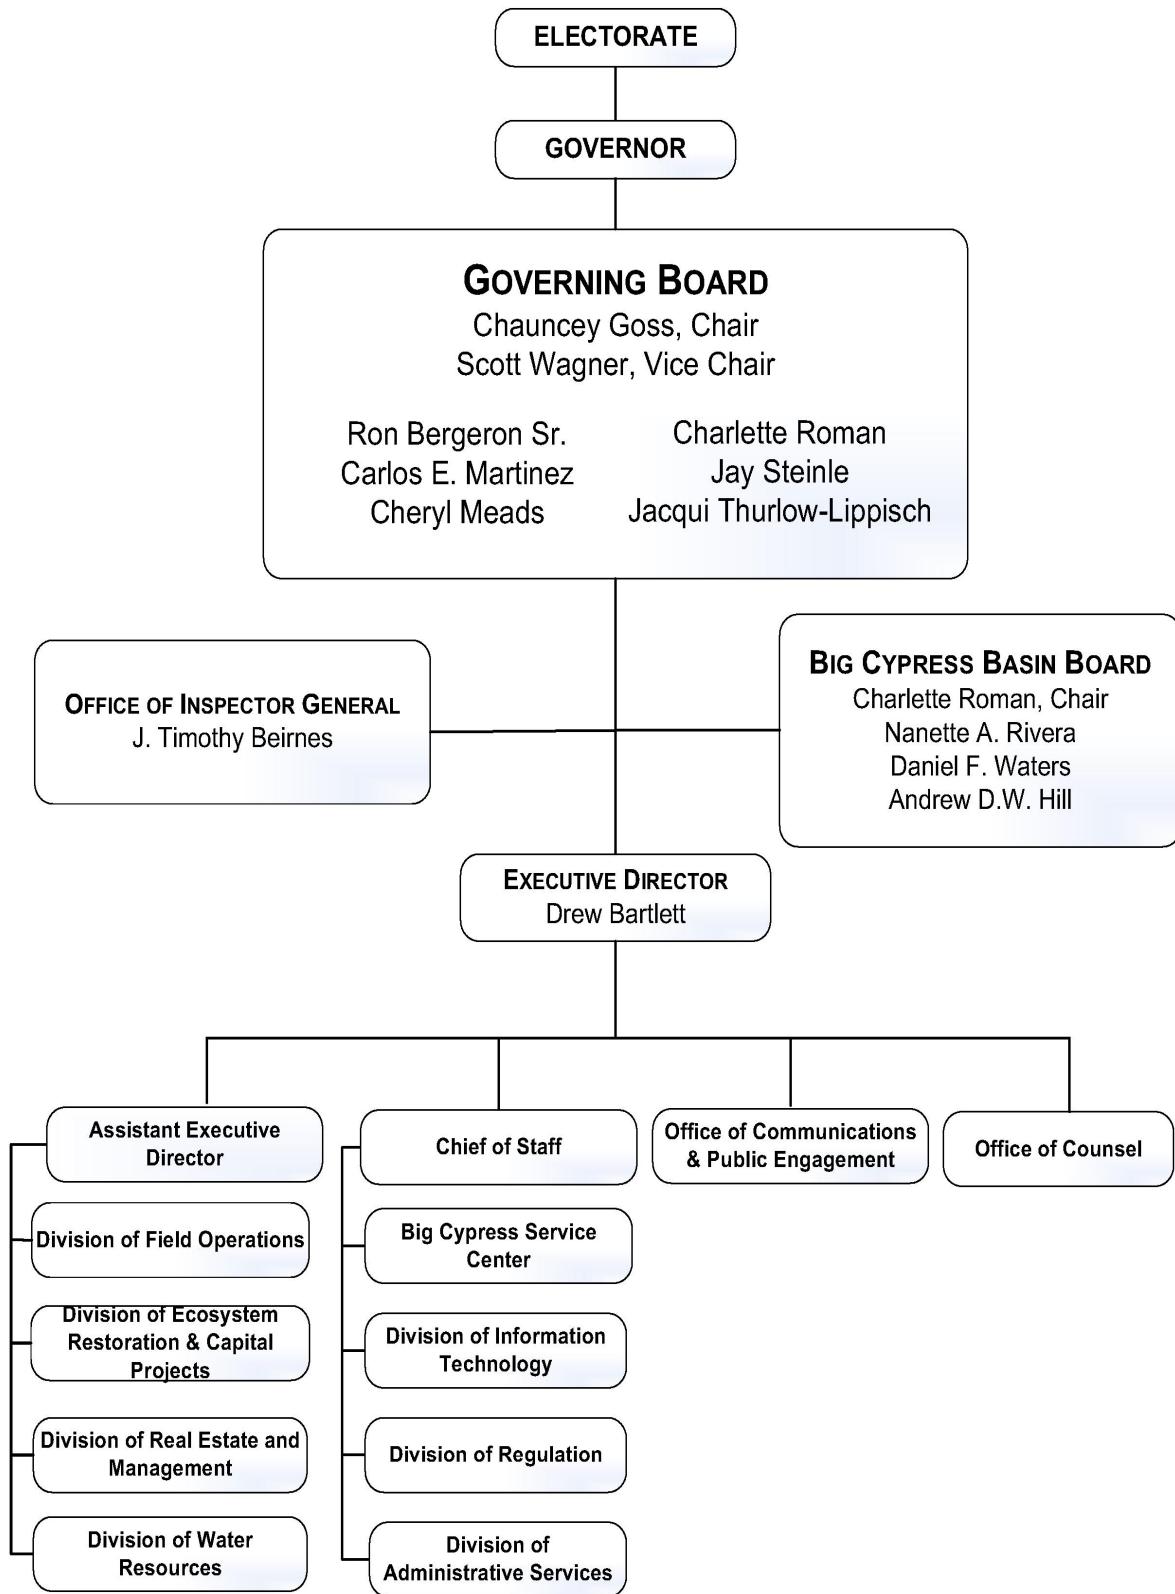 ELECTORATE
GOVERNOR
GOVERNING BOARD
Chauncey Goss, Chair
Scott Wagner, Vice Chair
Ron Bergeron Sr.
Carlos E. Martinez
Cheryl Meads
Charlette Roman
Jay Steinle
Jacqui Thurlow-Lippisch
OFFICE OF INSPECTOR GENERAL
J. Timothy Beirnes
BIG CYPRESS BASIN BOARD
Charlette Roman, Chair
Nanette A. Rivera
Daniel F. Waters
Andrew D.W. Hill
EXECUTIVE DIRECTOR
Drew Bartlett
Assistant Executive
Director
Division of Field Operations
Division of Ecosystem
Restoration & Capital
Projects
Division of Real Estate and
Management
Division of Water
Resources
Chief of Staff
Big Cypress Service
Center
Division of Information
Technology
Division of Regulation
Division of
Administrative Services
Office of Communications
& Public Engagement
Office of Counsel